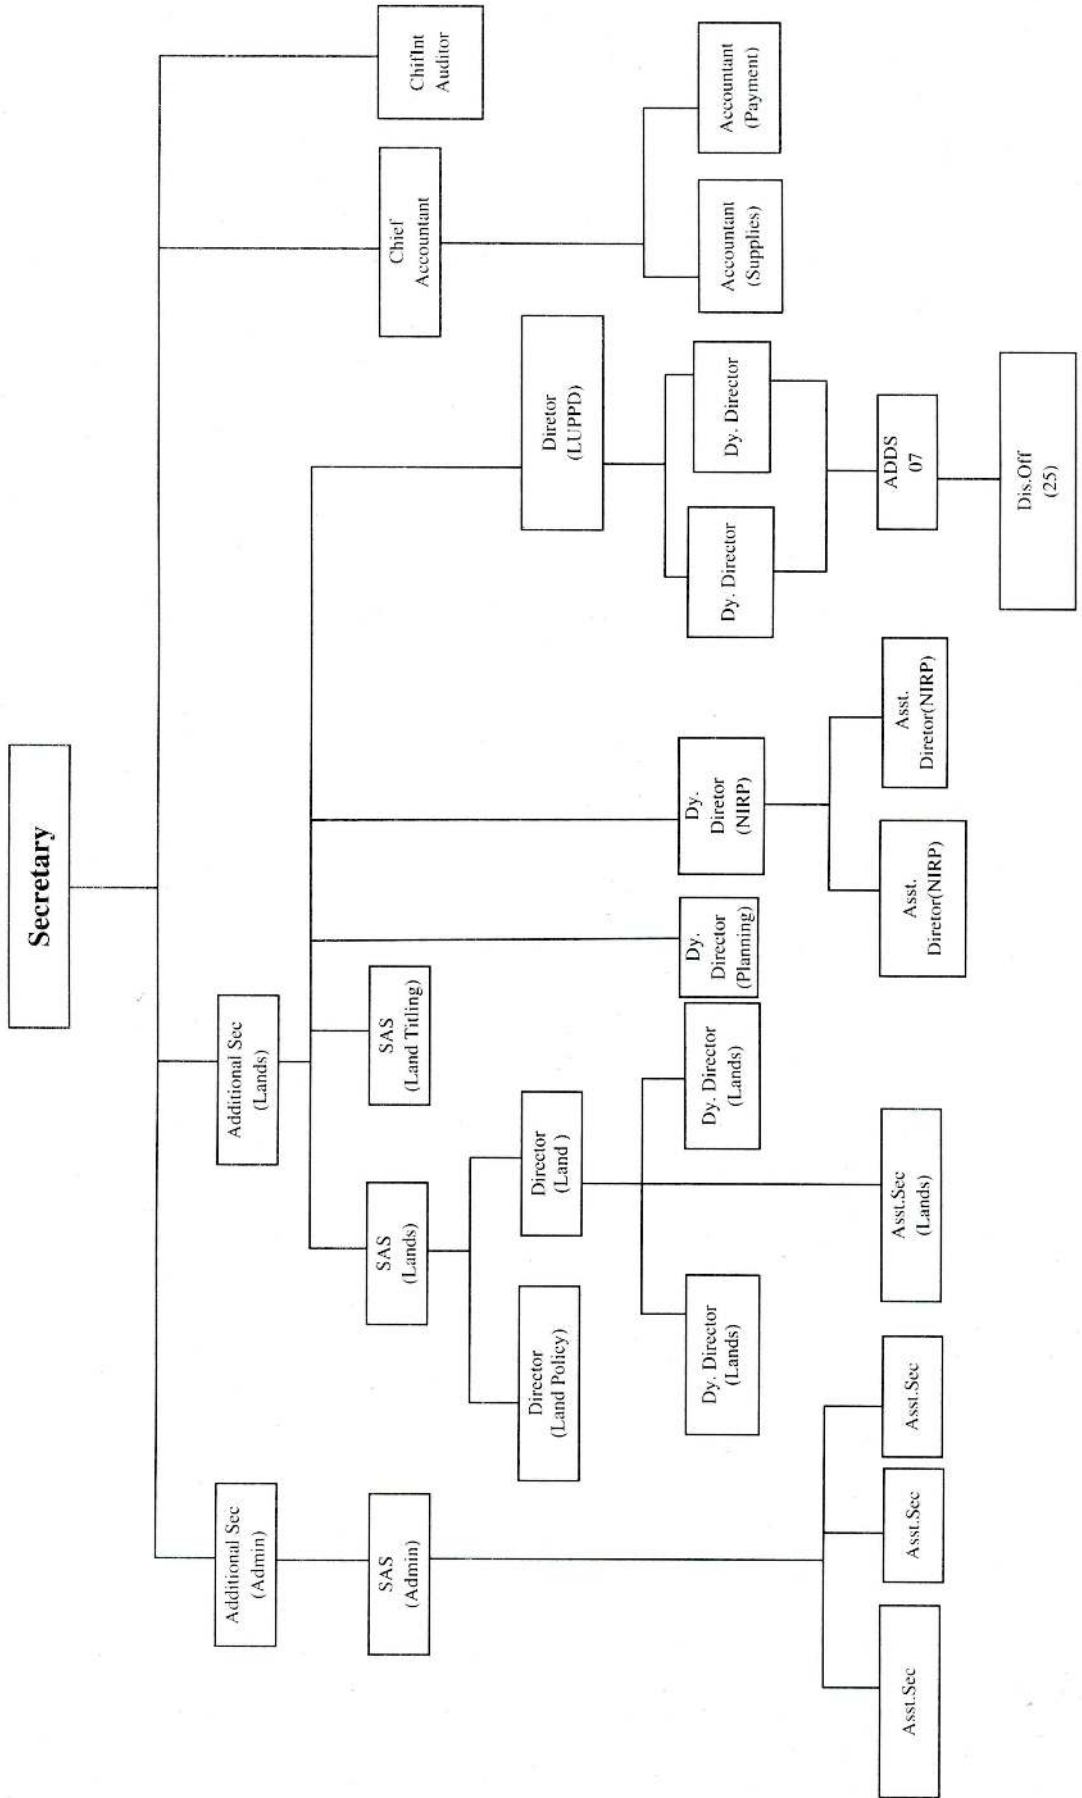 Secretary
Additional Sec
(Admin)
Additional Sec
(Lands)
SAS
(Admin)
SAS
(Lands)
SAS
(Land Titling)
Chief
Accountant
ChifInt
Auditor
Director
(Land Policy)
Director
(Land )
Diretor
(LUPPD)
Dy. Director
(Lands)
Dy. Director
(Lands)
Dy.
Director
(Planning)
Dy.
Diretor
(NIRP)
Dy. Director
Dy. Director
Accountant
(Supplies)
Accountant
(Payment)
Asst.Sec
Asst.Sec
Asst.Sec
Asst.Sec
(Lands)
Asst.
Diretor(NIRP)
Asst.
Diretor(NIRP)
ADDS
07
Dis.Off
(25)